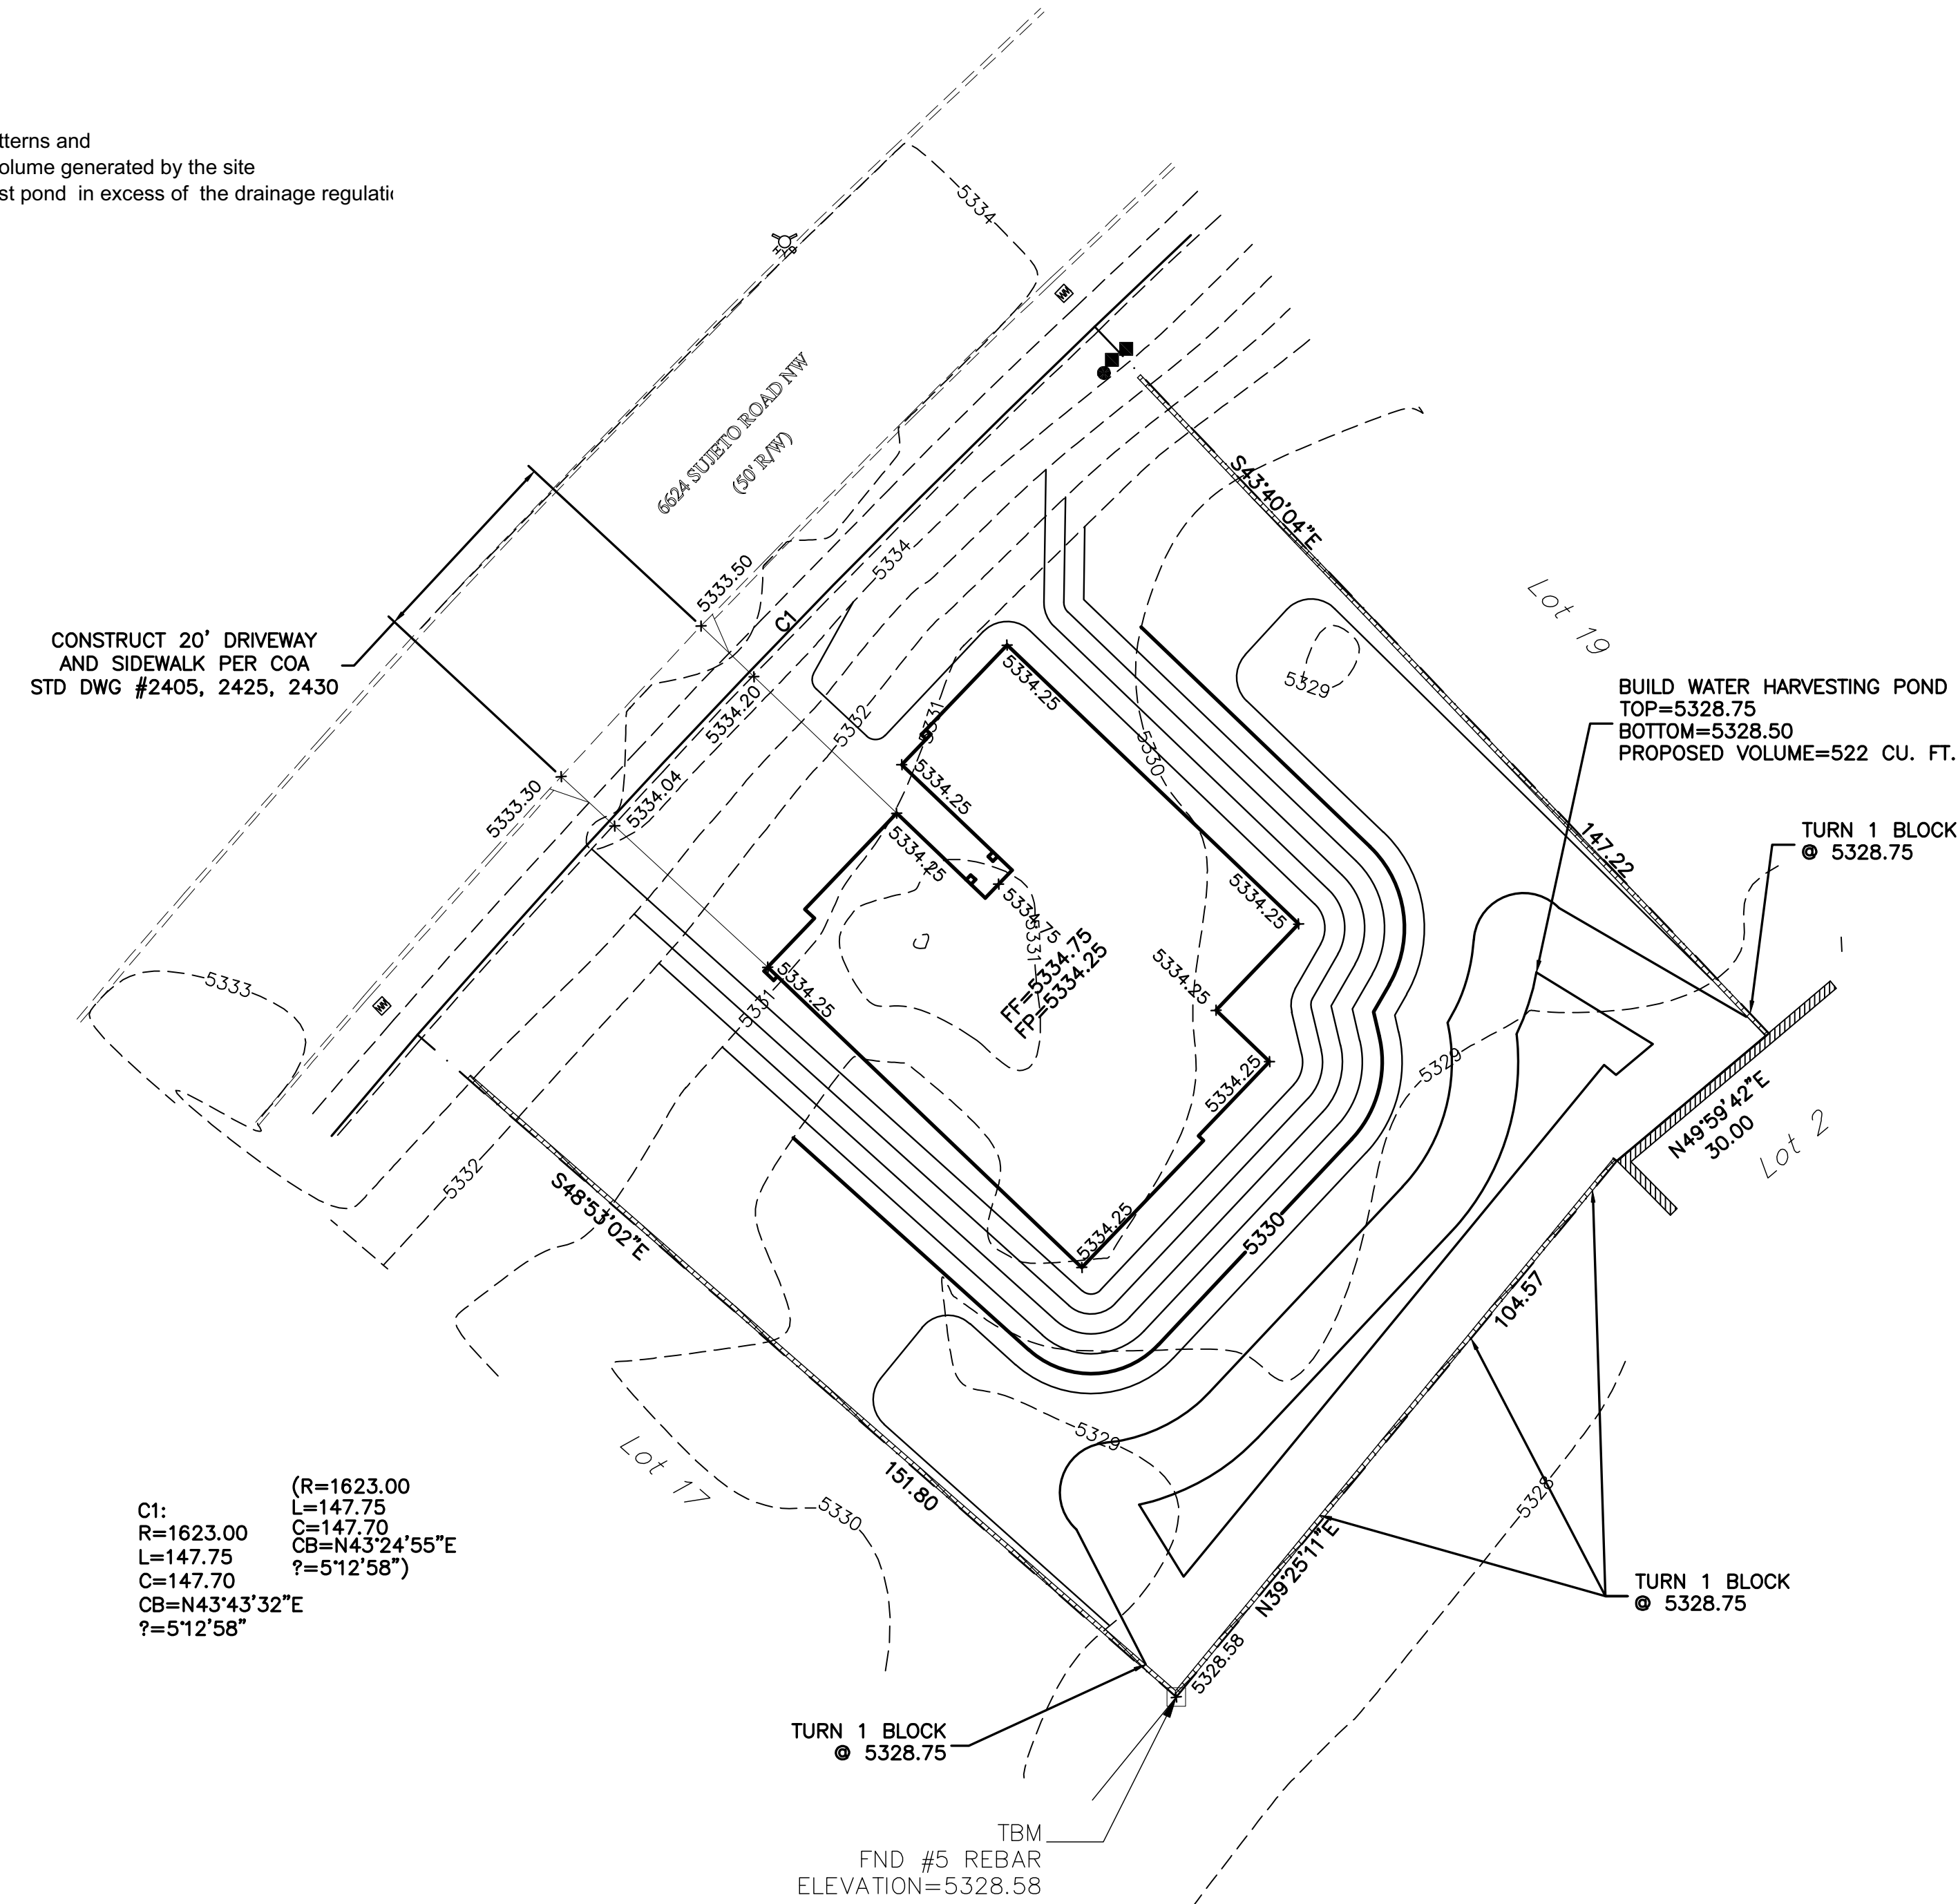 tterns and
olume generated by the site
st pond in excess of the drainage regulati
5334
6624 SUJETO ROAD NW
(50' R/W)
S43°40'04"E
5333.50
5334
C1
Lot 19
CONSTRUCT 20' DRIVEWAY
AND SIDEWALK PER COA
STD DWG #2405, 2425, 2430
5334.25
5329
BUILD WATER HARVESTING POND
TOP=5328.75
BOTTOM=5328.50
PROPOSED VOLUME=522 CU. FT.
5334.20
5332
5331
5330
5334.25
5333.30
5334.04
5334.25
147.22
TURN 1 BLOCK
@ 5328.75
5334.75
5331
5334.25
FF=5334.75
FP=5334.25
5334.25
5334.25
5331
5333
5329
5334.25
N49°59'42"E
30.00
Lot 2
5332
S48°53'02"E
5334.25
5330
104.57
Lot 17
5329
151.80
5330
5328
C1:
R=1623.00
L=147.75
C=147.70
CB=N43°43'32"E
?=5°12'58"
(R=1623.00
L=147.75
C=147.70
CB=N43°24'55"E
?=5°12'58")
N39°25'11"E
TURN 1 BLOCK
@ 5328.75
5328.58
TURN 1 BLOCK
@ 5328.75
TBM
FND #5 REBAR
ELEVATION=5328.58